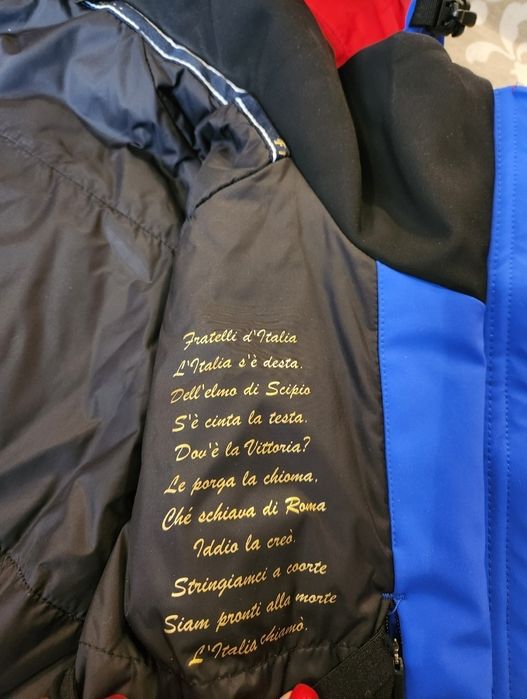 Fratelli d'Italia
L'Italia s'è desta.
Dell'elmo di Scipio
S'è cinta la testa.
Dov'è la Vittoria?
Le porga la chioma,
Ché schiava di Roma
Iddio la creò.
Stringiamci a coorte
Siam pronti alla morte
L'Italia chiamò.